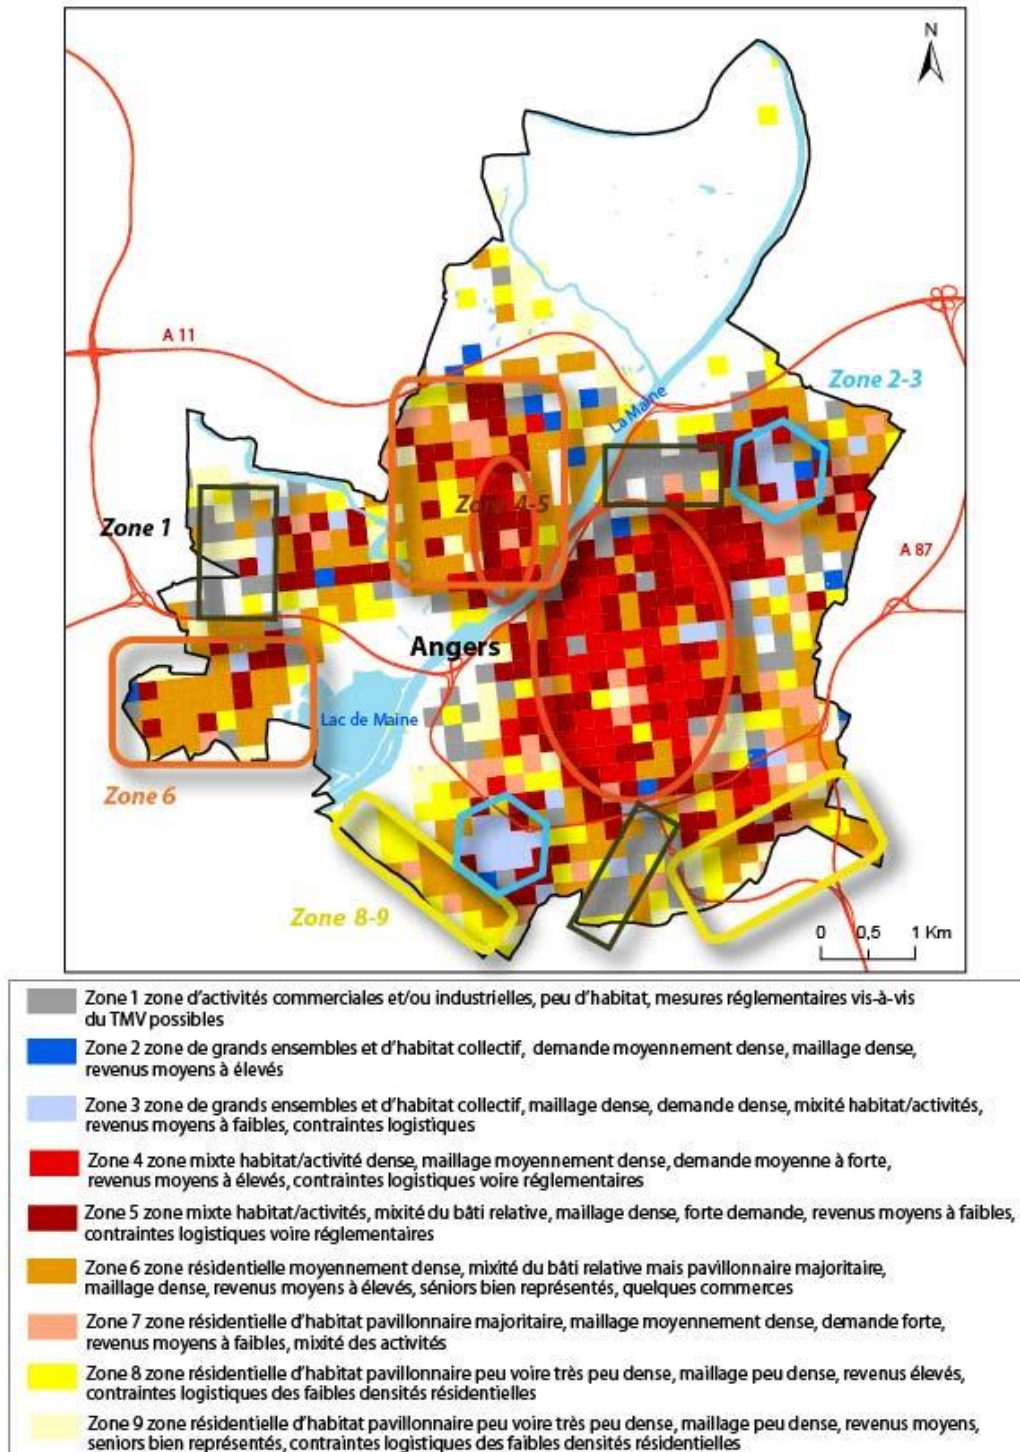 N
A 11
Zone 2-3
La Maine
Zone 4-5
Zone 1
A 87
Angers
Lac de Maine
Zone 6
Zone 8-9
0 0,5 1 Km
Zone 1 zone d'activités commerciales et/ou industrielles, peu d'habitat, mesures réglementaires vis-à-vis
du TMV possibles
Zone 2 zone de grands ensembles et d'habitat collectif, demande moyennement dense, maillage dense,
revenus moyens à élevés
Zone 3 zone de grands ensembles et d'habitat collectif, maillage dense, demande dense, mixité habitat/activités,
revenus moyens à faibles, contraintes logistiques
Zone 4 zone mixte habitat/activité dense, maillage moyennement dense, demande moyenne à forte,
revenus moyens à élevés, contraintes logistiques voire réglementaires
Zone 5 zone mixte habitat/activités, mixité du bâti relative, maillage dense, forte demande, revenus moyens à faibles,
contraintes logistiques voire réglementaires
Zone 6 zone résidentielle moyennement dense, mixité du bâti relative mais pavillonnaire majoritaire,
maillage dense, revenus moyens à élevés, séniors bien représentés, quelques commerces
Zone 7 zone résidentielle d'habitat pavillonnaire majoritaire, maillage moyennement dense, demande forte,
revenus moyens à faibles, mixité des activités
Zone 8 zone résidentielle d'habitat pavillonnaire peu voire très peu dense, maillage peu dense, revenus élevés,
contraintes logistiques des faibles densités résidentielles
Zone 9 zone résidentielle d'habitat pavillonnaire peu voire très peu dense, maillage peu dense, revenus moyens,
seniors bien représentés, contraintes logistiques des faibles densités résidentielles